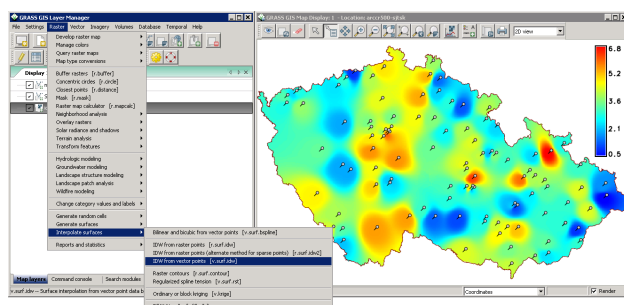 GRASS GIS Layer Manager
File Settings Raster Vector Imagery Volumes Database Temporal Help
Develop raster map
Manage colors
Query raster maps
Map type conversions
Buffer rasters [r.buffer]
Concentric circles [r.circle]
Closest points [r.distance]
Mask [r.mask]
Raster map calculator [r.mapcalc]
Neighborhood analysis
Overlay rasters
Solar radiation and shadows
Terrain analysis
Transform features
Hydrologic modeling
Groundwater modeling
Landscape structure modeling
Landscape patch analysis
Wildfire modeling
Change category values and labels
Generate random cells
Generate surfaces
Interpolate surfaces
Reports and statistics
Bilinear and bicubic from vector points [v.surf.bspline]
IDW from raster points [r.surf.idw]
IDW from raster points (alternate method for sparse points) [r.surf.idw2]
IDW from vector points [v.surf.idw]
Raster contours [r.surf.contour]
Regularized spline tension [v.surf.rst]
Ordinary or block kriging [v.krige]
Display
Map layers Command console Search modules
v.surf.idw -- Surface interpolation from vector point data b
GRASS GIS Map Display: 1 - Location:
2D view
6.8
5.2
3.6
2.1
0.5
Coordinates
Render